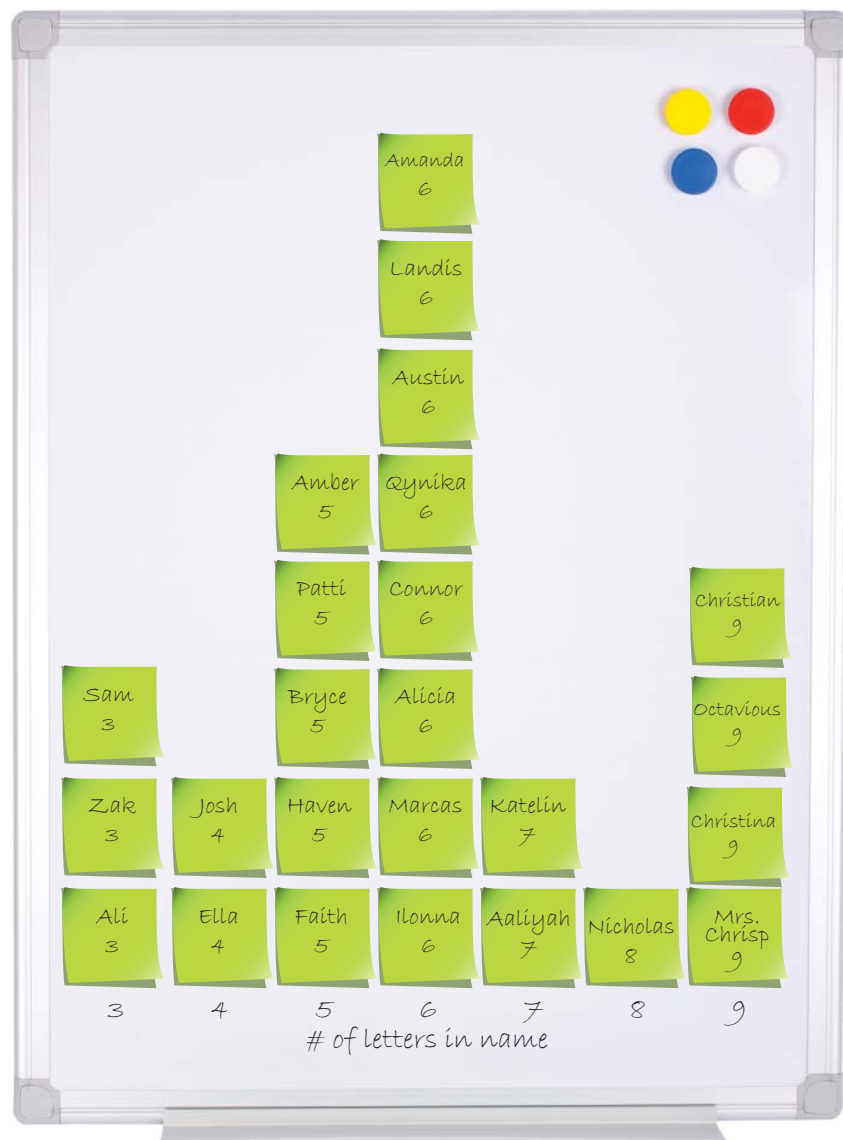 Amanda
6
Landis
6
Austin
6
Amber
5
Qynika
6
Patti
5
Connor
6
Christian
9
Sam
3
Bryce
5
Alicia
6
Octavious
9
Zak
3
Josh
4
Haven
5
Marcas
6
Katelin
7
Christina
9
Ali
3
Ella
4
Faith
5
Ilonna
6
Aaliyah
7
Nicholas
8
Mrs.
Chrisp
9
3 4 5 6 7 8 9
# of letters in name